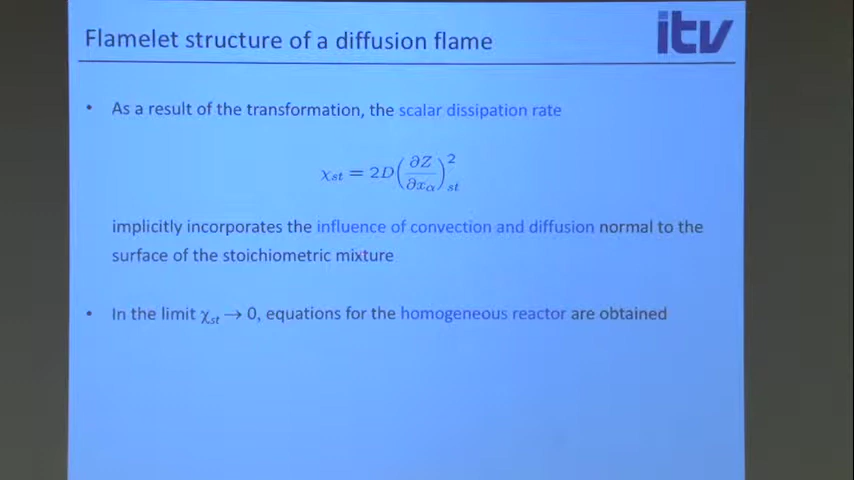 Flamelet structure of a diffusion flame
itv
• As a result of the transformation, the scalar dissipation rate
χst = 2D(∂Z/∂xα)²st
implicitly incorporates the influence of convection and diffusion normal to the
surface of the stoichiometric mixture
• In the limit χst → 0, equations for the homogeneous reactor are obtained